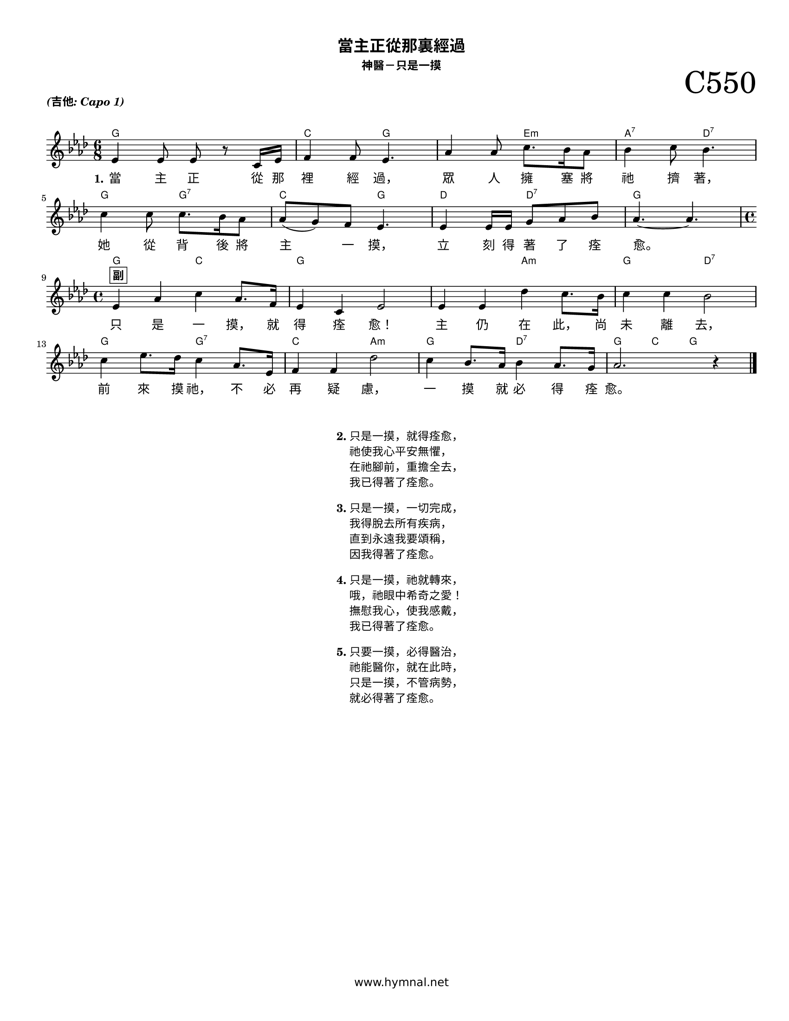 當主正從那裏經過
神醫－只是一摸
C550
(吉他: Capo 1)
G C G Em A7 D7
1. 當 主 正 從 那 裡 經 過， 眾 人 擁 塞 將 祂 擠 著，
5 G G7 C G D D7 G
她 從 背 後 將 主 一 摸， 立 刻 得 著 了 痊 愈。
G C G Am G D7
9 副
只 是 一 摸， 就 得 痊 愈！ 主 仍 在 此， 尚 未 離 去，
13 G G7 C Am G D7 G C G
前 來 摸 祂， 不 必 再 疑 慮， 一 摸 就 必 得 痊 愈。
2. 只是一摸，就得痊愈，
祂使我心平安無懼，
在祂腳前，重擔全去，
我已得著了痊愈。
3. 只是一摸，一切完成，
我得脫去所有疾病，
直到永遠我要頌稱，
因我得著了痊愈。
4. 只是一摸，祂就轉來，
哦，祂眼中希奇之愛！
撫慰我心，使我感戴，
我已得著了痊愈。
5. 只要一摸，必得醫治，
祂能醫你，就在此時，
只是一摸，不管病勢，
就必得著了痊愈。
www.hymnal.net